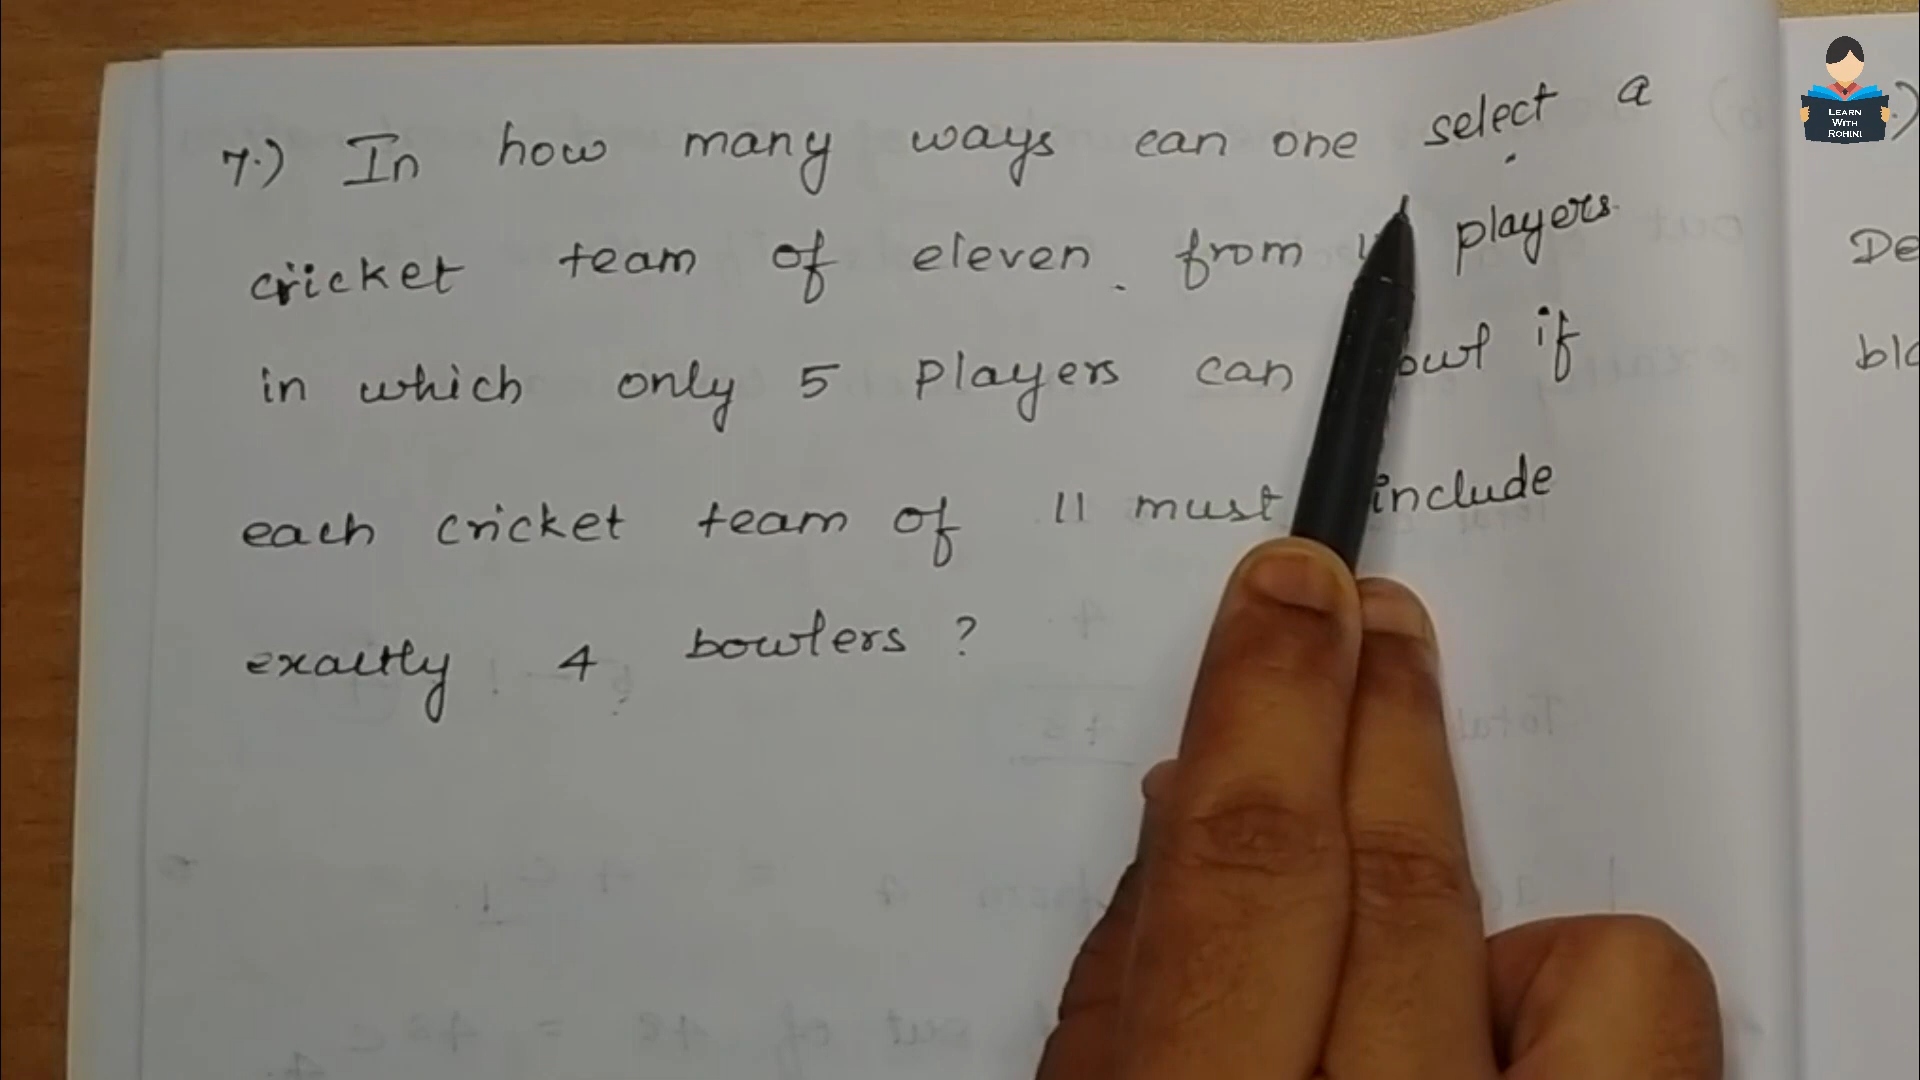 7.) In how many ways can one select a
cricket team of eleven from players
in which only 5 players can if
each cricket team of 11 must include
exactly 4 bowlers ?
LEARN
WITH
ROHINI
De